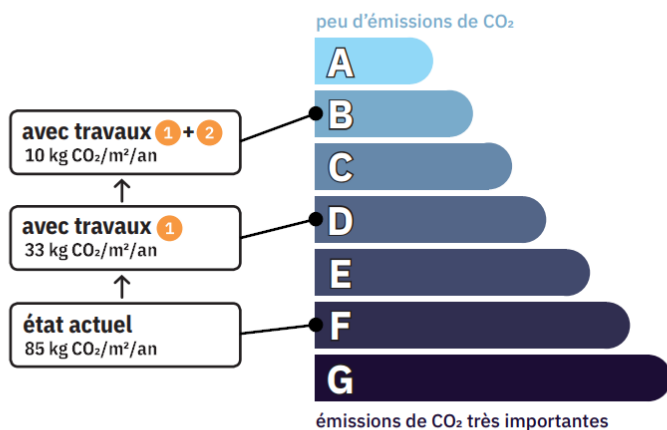 peu d'émissions de CO₂
A
B
C
D
E
F
G
émissions de CO₂ très importantes
avec travaux 1 + 2
10 kg CO₂/m²/an
avec travaux 1
33 kg CO₂/m²/an
état actuel
85 kg CO₂/m²/an